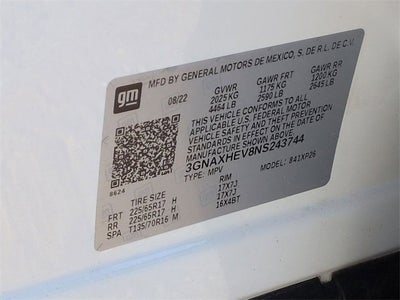 gm
MFD BY GENERAL MOTORS DE MEXICO, S. DE R.L. DE C.V.
08/22 GVWR GAWR FRT GAWR RR
2025 KG 1175 KG 1200 KG
4464 LB 2590 LB 2645 LB
THIS VEHICLE CONFORMS TO ALL APPLICABLE U.S.
FEDERAL MOTOR VEHICLE SAFETY AND THEFT PREVENTION
STANDARDS IN EFFECT ON THE DATE OF
MANUFACTURE SHOWN ABOVE.
3GNAXHEV8NS243744
TYPE: MPV MODEL: 841XP26
8624
TIRE SIZE RIM
FRT 225/65R17 H 17X7J
RR 225/65R17 H 17X7J
SPA T135/70R16 M 16X4BT